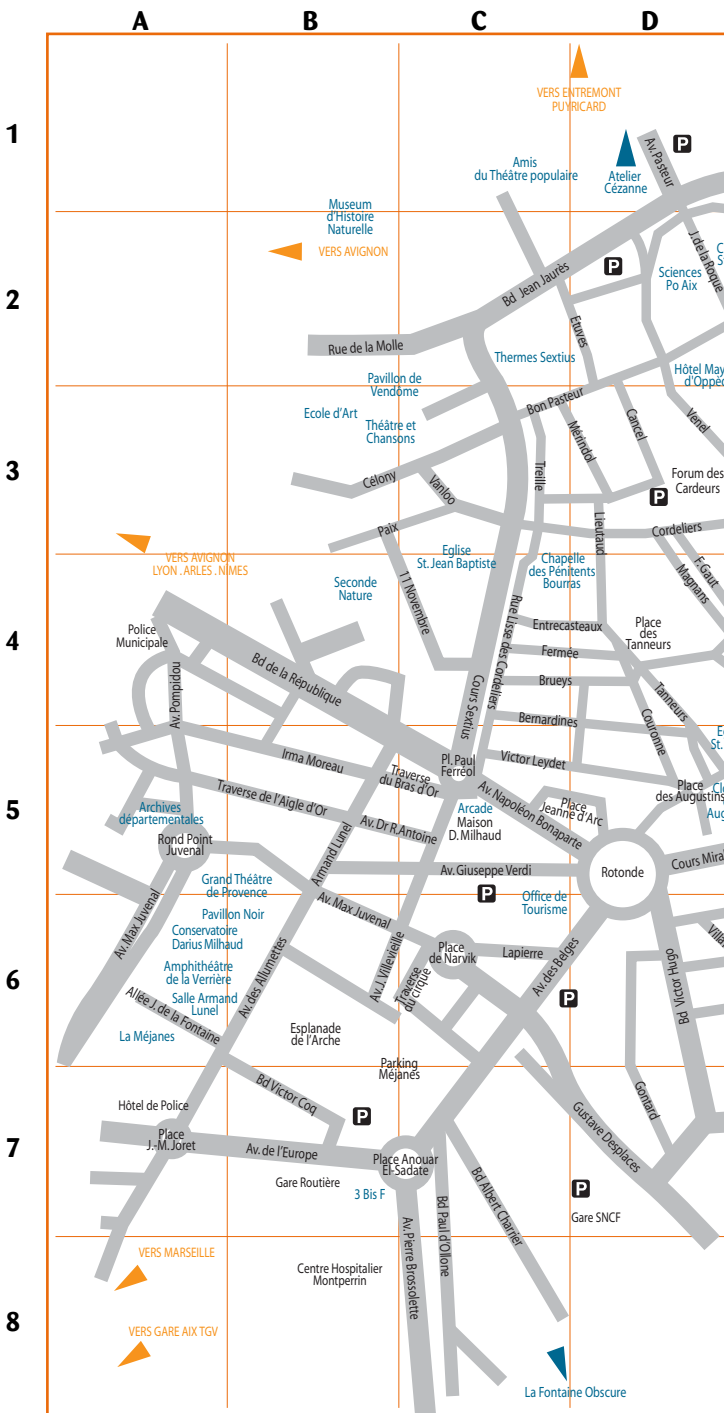 A
B
C
D
1
2
3
4
5
6
7
8
VERS ENTREMONT
PUYRICARD
Av. Pasteur
P
Amis
du Théâtre populaire
Atelier
Cézanne
Museum
d'Histoire
Naturelle
VERS AVIGNON
J. de la Roque
P
Sciences
Po Aix
Bd Jean Jaurès
Etuves
Rue de la Molle
Thermes Sextius
Pavillon de
Vendôme
Hôtel May
d'Oppèd
Bon Pasteur
Ecole d'Art
Théâtre et
Chansons
Mérindol
Cancel
Venel
Célony
Vanloo
Treille
Forum des
Cardeurs
P
Paix
Lieutaud
Cordeliers
VERS AVIGNON
LYON . ARLES . NIMES
Eglise
St. Jean Baptiste
Chapelle
des Pénitents
Bourras
F. Gaut
Magnans
Seconde
Nature
11 Novembre
Rue Lisse des Cordeliers
Entrecasteaux
Place
des
Tanneurs
Police
Municipale
Bd de la République
Fermée
Av. Pompidou
Cours Sextius
Brueys
Tanneurs
Bernardines
Couronne
Irma Moreau
Traverse
du Bras d'Or
Pl. Paul
Ferréol
Victor Leydet
Traverse de l'Aigle d'Or
Av. Napoléon Bonaparte
Place
Jeanne d'Arc
Place
des Augustins
Archives
départementales
Av. Dr R.Antoine
Arcade
Maison
D. Milhaud
Rond Point
Juvenal
Armand Lunel
Av. Giuseppe Verdi
Rotonde
Cours Mira
Grand Théâtre
de Provence
P
Office de
Tourisme
Av. Max Juvenal
Pavillon Noir
Conservatoire
Darius Milhaud
Av. Max Juvenal
Av. J. Villevieille
Place
de Narvik
Lapierre
Av. des Belges
Bd Victor Hugo
Villa
Amphithéâtre
de la Verrière
Av. des Allumettes
Traverse
du cirque
Allée J. de la Fontaine
Salle Armand
Lunel
P
La Méjanes
Esplanade
de l'Arche
Parking
Méjanes
Bd Victor Coq
Hôtel de Police
P
Gontard
Gustave Desplaces
Place
J.-M. Joret
Av. de l'Europe
Place Anouar
El-Sadate
Gare Routière
3 Bis F
Bd Paul d'Ollone
Bd Albert Charrier
P
Gare SNCF
Av. Pierre Brossolette
VERS MARSEILLE
Centre Hospitalier
Montperrin
VERS GARE AIX TGV
La Fontaine Obscure